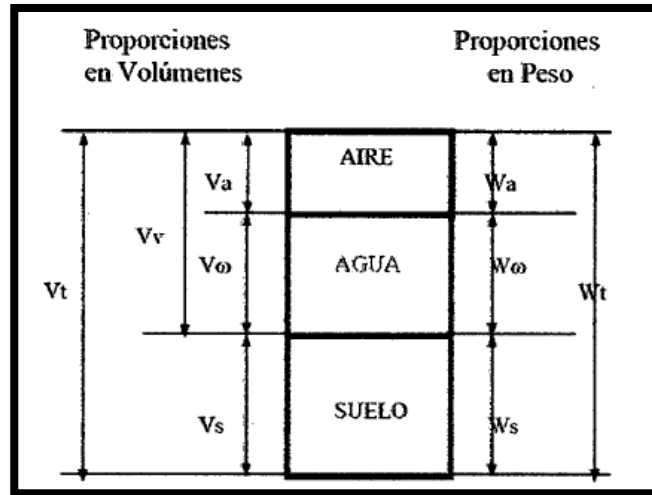 Proporciones
en Volúmenes
Proporciones
en Peso
AIRE
Va
Wa
Vv
Vω
AGUA
Wω
Vt
Wt
Vs
SUELO
Ws